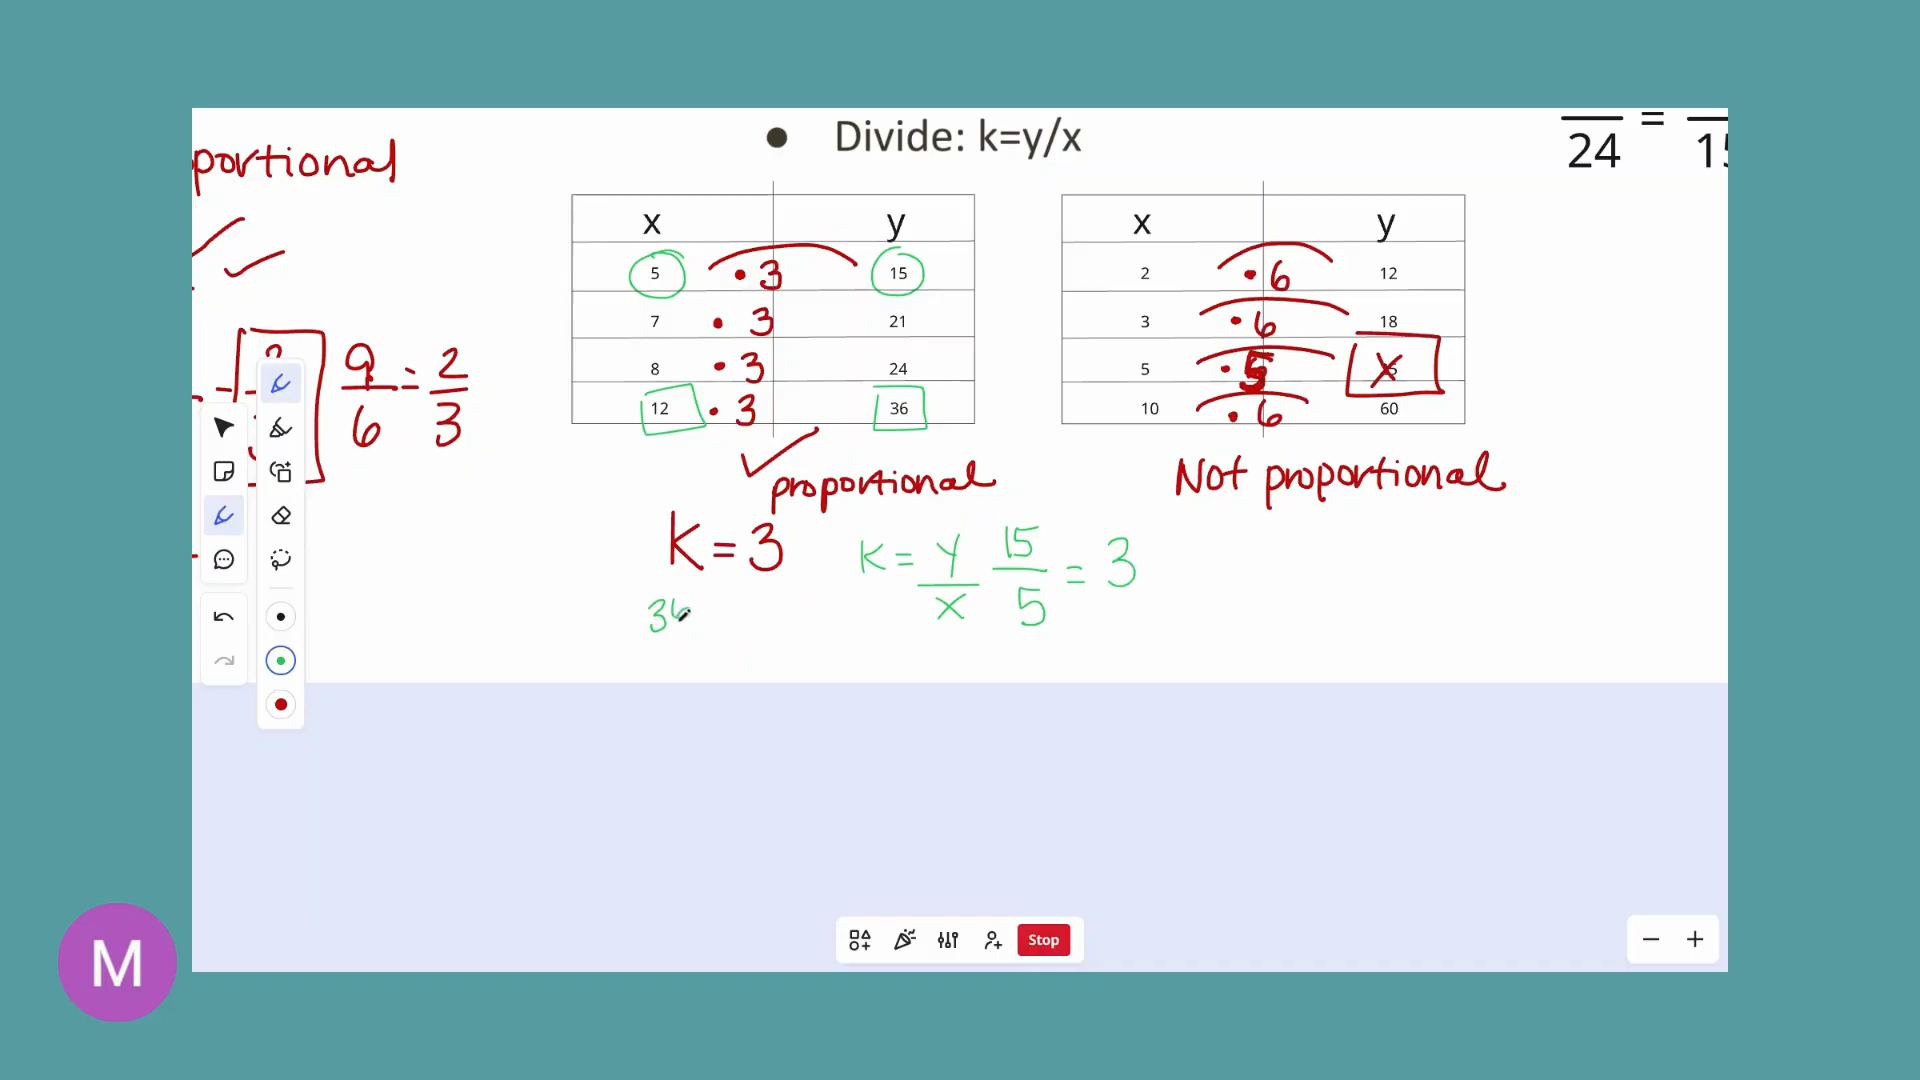 portional
• Divide: k=y/x
24 = 15
x y
5 • 3 15
7 • 3 21
8 • 3 24
12 • 3 36
proportional
x y
2 • 6 12
3 • 6 18
5 • 5 X
10 • 6 60
Not proportional
9/6 = 2/3
K = 3
K = y/x 15/5 = 3
36
Stop
M